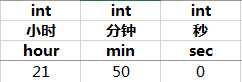 int int int
小时 分钟 秒
hour min sec
21 50 0